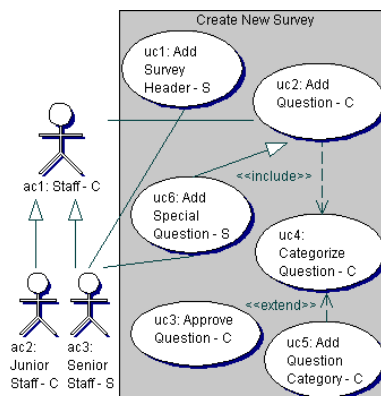 Create New Survey
uc1: Add
Survey
Header - S
uc2: Add
Question - C
ac1: Staff - C
<<include>>
uc6: Add
Special
Question - S
uc4:
Categorize
Question - C
<<extend>>
uc3: Approve
Question - C
uc5: Add
Question
Category - C
ac2:
Junior
Staff - C
ac3:
Senior
Staff - S